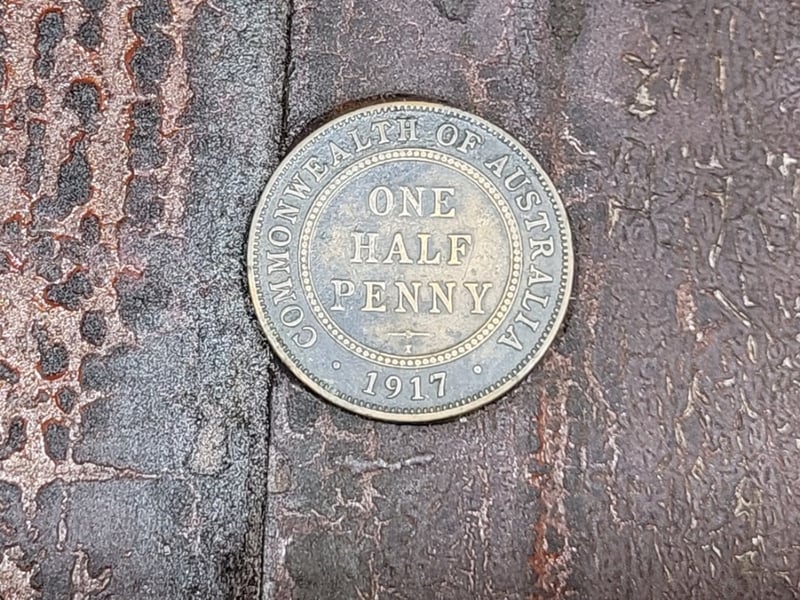 COMMONWEALTH OF AUSTRALIA
ONE
HALF
PENNY
I
· 1917 ·